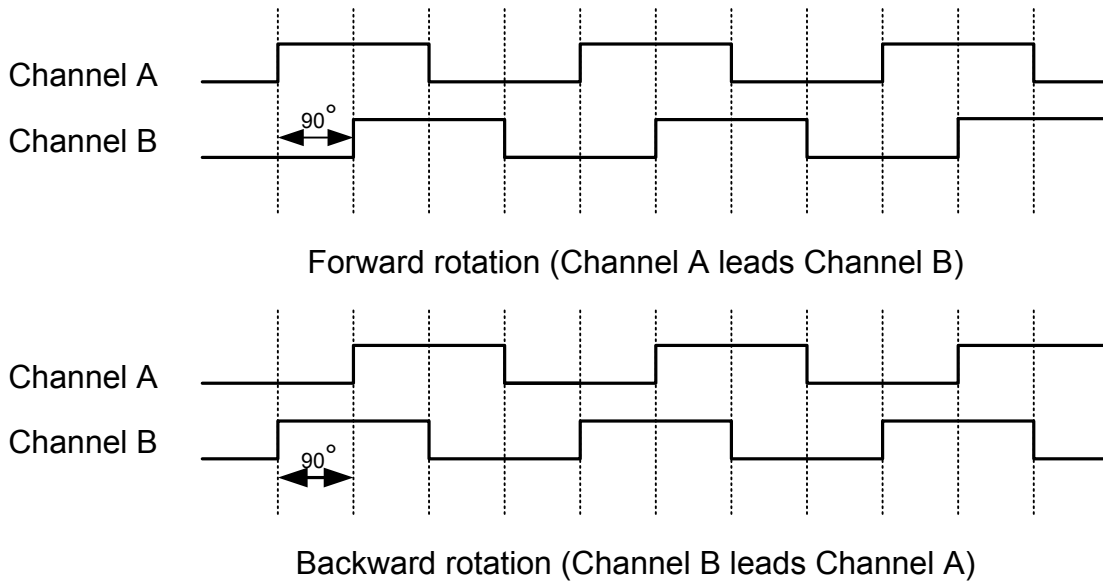 Channel A
90°
Channel B
Forward rotation (Channel A leads Channel B)
Channel A
Channel B
90°
Backward rotation (Channel B leads Channel A)